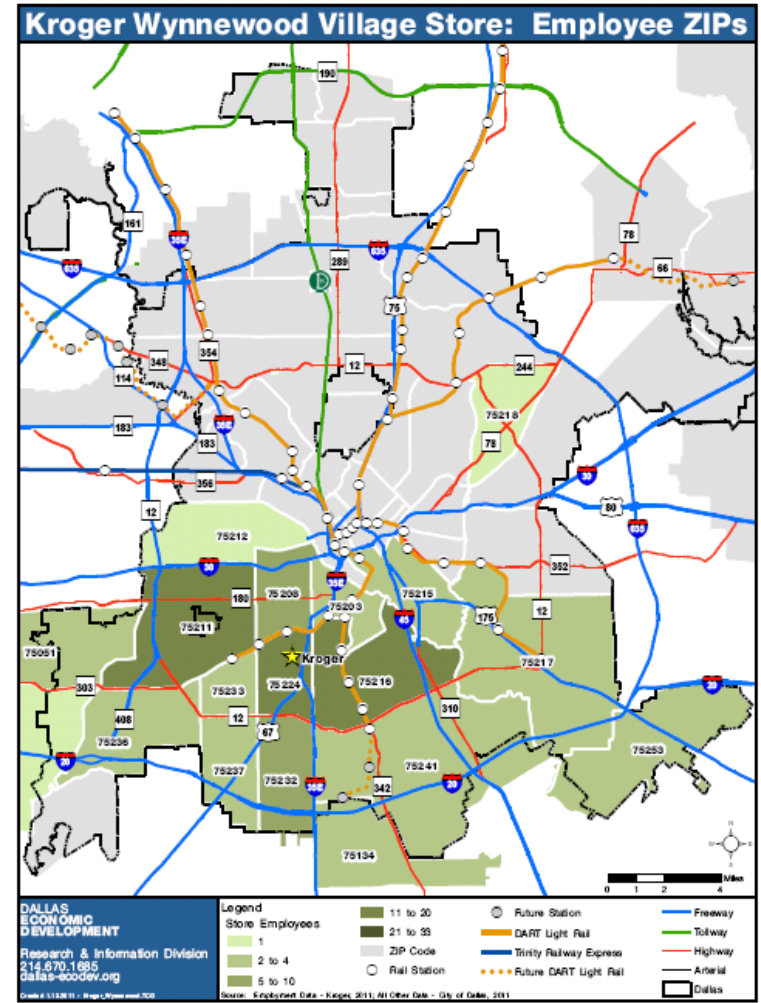 Kroger Wynnewood Village Store: Employee ZIPs
190
161
35E
635
289
635
78
66
75
354
348
12
244
114
75218
183
35E
183
78
30
356
80
12
635
75212
352
30
35E
180
75208
75203
75215
45
175
12
75211
75051
Kroger
75217
303
75233
75224
75216
12
310
20
408
67
75236
75253
20
75237
75232
35E
75241
20
342
75134
N
Miles
0 1 2 4
DALLAS
ECONOMIC
DEVELOPMENT
Research & Information Division
214.670.1685
dallas-ecodev.org
Legend
Store Employees
1
2 to 4
5 to 10
11 to 20
21 to 33
ZIP Code
Rail Station
Future Station
DART Light Rail
Trinity Railway Express
Future DART Light Rail
Freeway
Tollway
Highway
Arterial
Dallas
Source: Employment Data - Kroger, 2011; All Other Data - City of Dallas, 2011